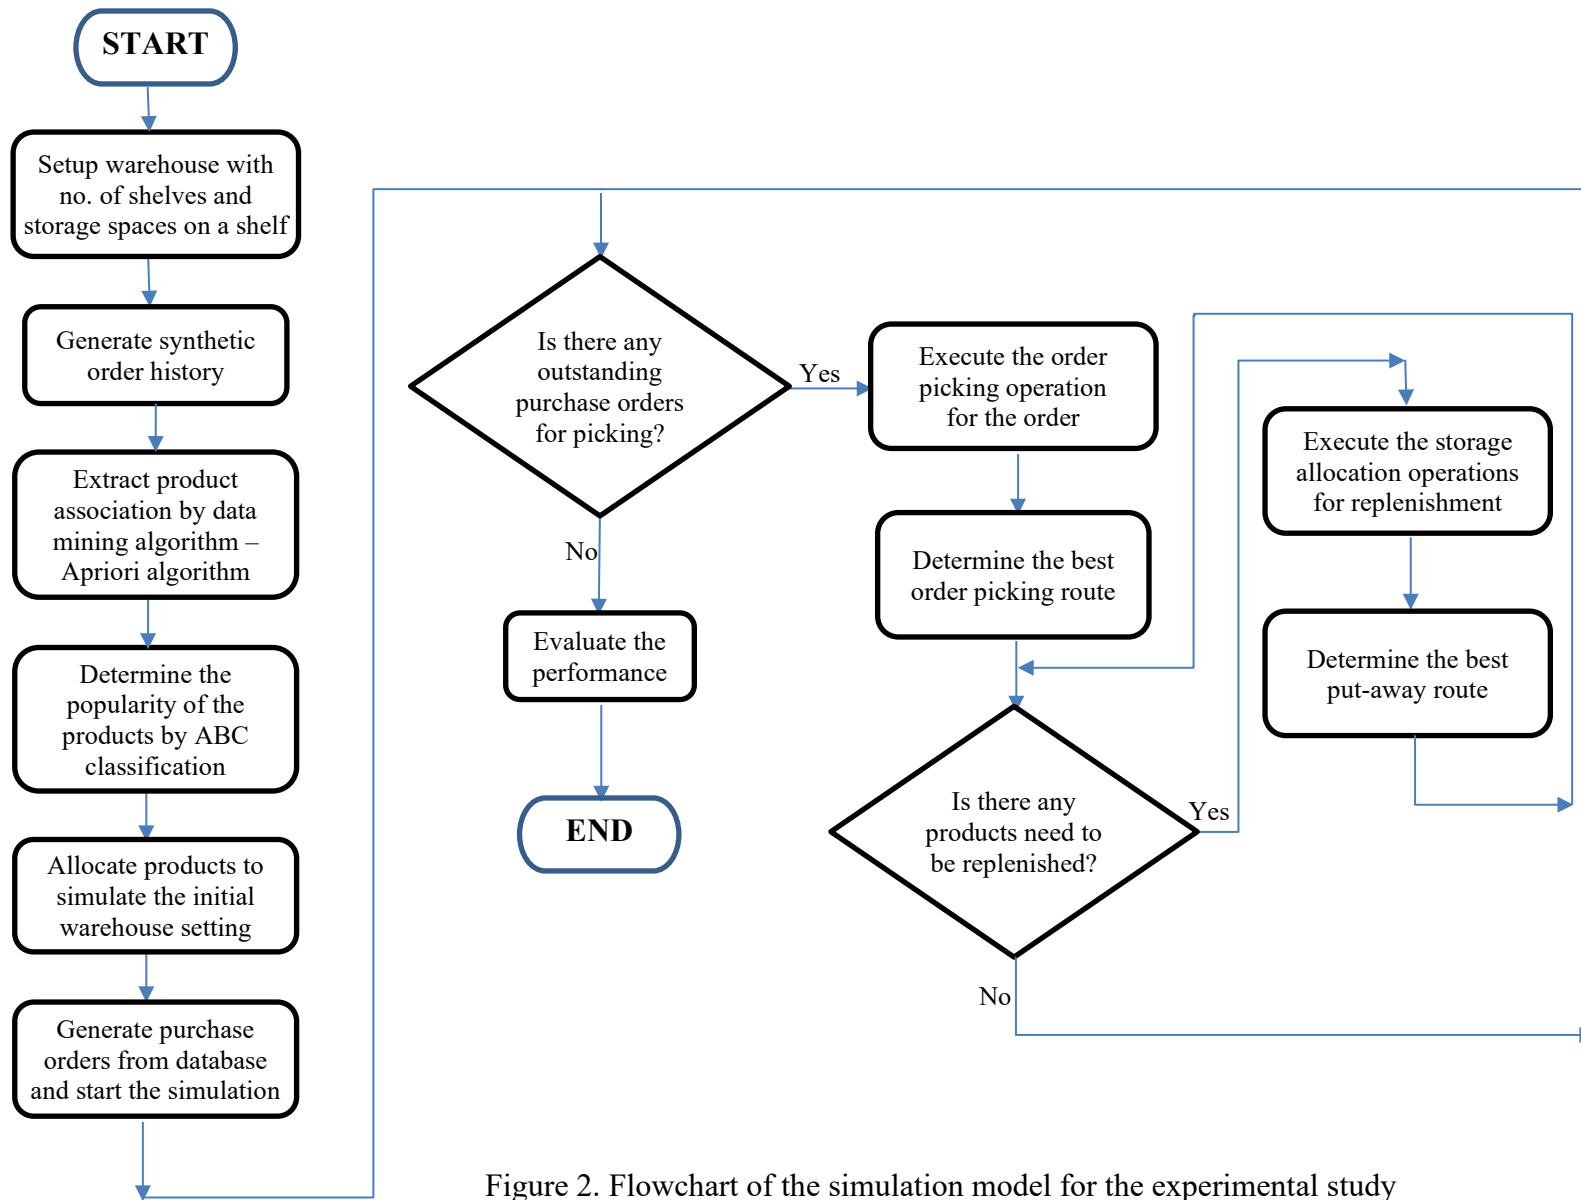 START
Setup warehouse with
no. of shelves and
storage spaces on a shelf
Generate synthetic
order history
Extract product
association by data
mining algorithm –
Apriori algorithm
Determine the
popularity of the
products by ABC
classification
Allocate products to
simulate the initial
warehouse setting
Generate purchase
orders from database
and start the simulation
Is there any
outstanding
purchase orders
for picking?
Yes
No
Evaluate the
performance
END
Execute the order
picking operation
for the order
Determine the best
order picking route
Is there any
products need to
be replenished?
Yes
No
Execute the storage
allocation operations
for replenishment
Determine the best
put-away route
Figure 2. Flowchart of the simulation model for the experimental study